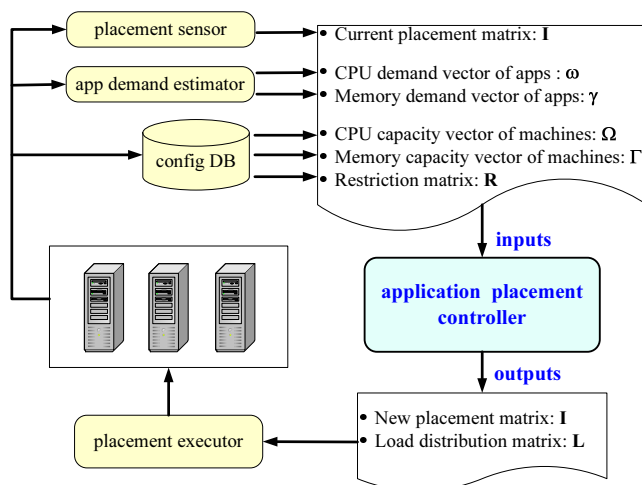 placement sensor
• Current placement matrix: I
app demand estimator
• CPU demand vector of apps : ω
• Memory demand vector of apps: γ
config DB
• CPU capacity vector of machines: Ω
• Memory capacity vector of machines: Γ
• Restriction matrix: R
inputs
application placement
controller
outputs
• New placement matrix: I
• Load distribution matrix: L
placement executor